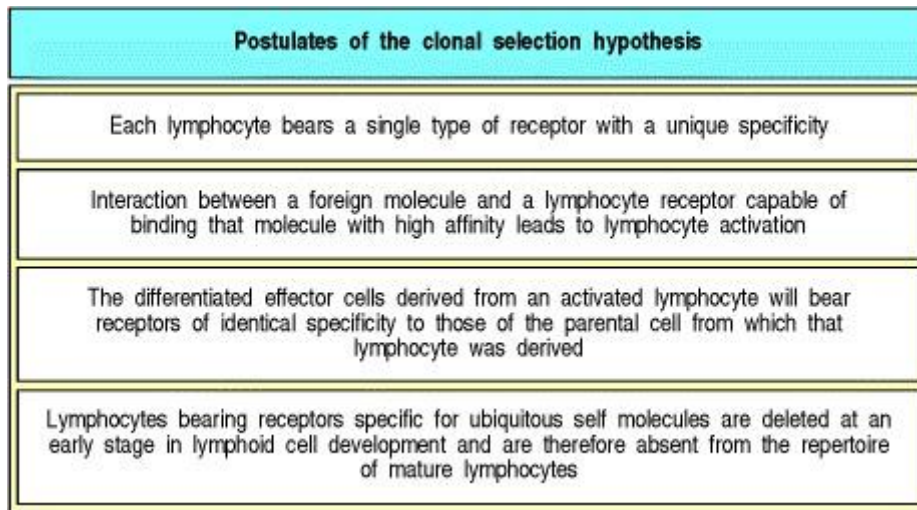 Postulates of the clonal selection hypothesis
Each lymphocyte bears a single type of receptor with a unique specificity
Interaction between a foreign molecule and a lymphocyte receptor capable of
binding that molecule with high affinity leads to lymphocyte activation
The differentiated effector cells derived from an activated lymphocyte will bear
receptors of identical specificity to those of the parental cell from which that
lymphocyte was derived
Lymphocytes bearing receptors specific for ubiquitous self molecules are deleted at an
early stage in lymphoid cell development and are therefore absent from the repertoire
of mature lymphocytes